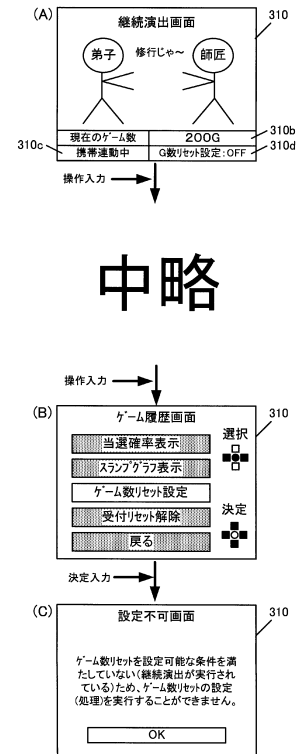 (A)
継続演出画面
310
弟子
修行じゃ〜
師匠
現在のゲーム数
200G
310b
310c
携帯連動中
G数リセット設定:OFF
310d
操作入力
中略
操作入力
(B)
ゲーム履歴画面
310
当選確率表示
選択
スランプグラフ表示
ゲーム数リセット設定
受付リセット解除
決定
戻る
決定入力
(C)
設定不可画面
310
ゲーム数リセットを設定可能な条件を満
たしていない(継続演出が実行され
ている)ため、ゲーム数リセットの設定
(処理)を実行することができません。
OK